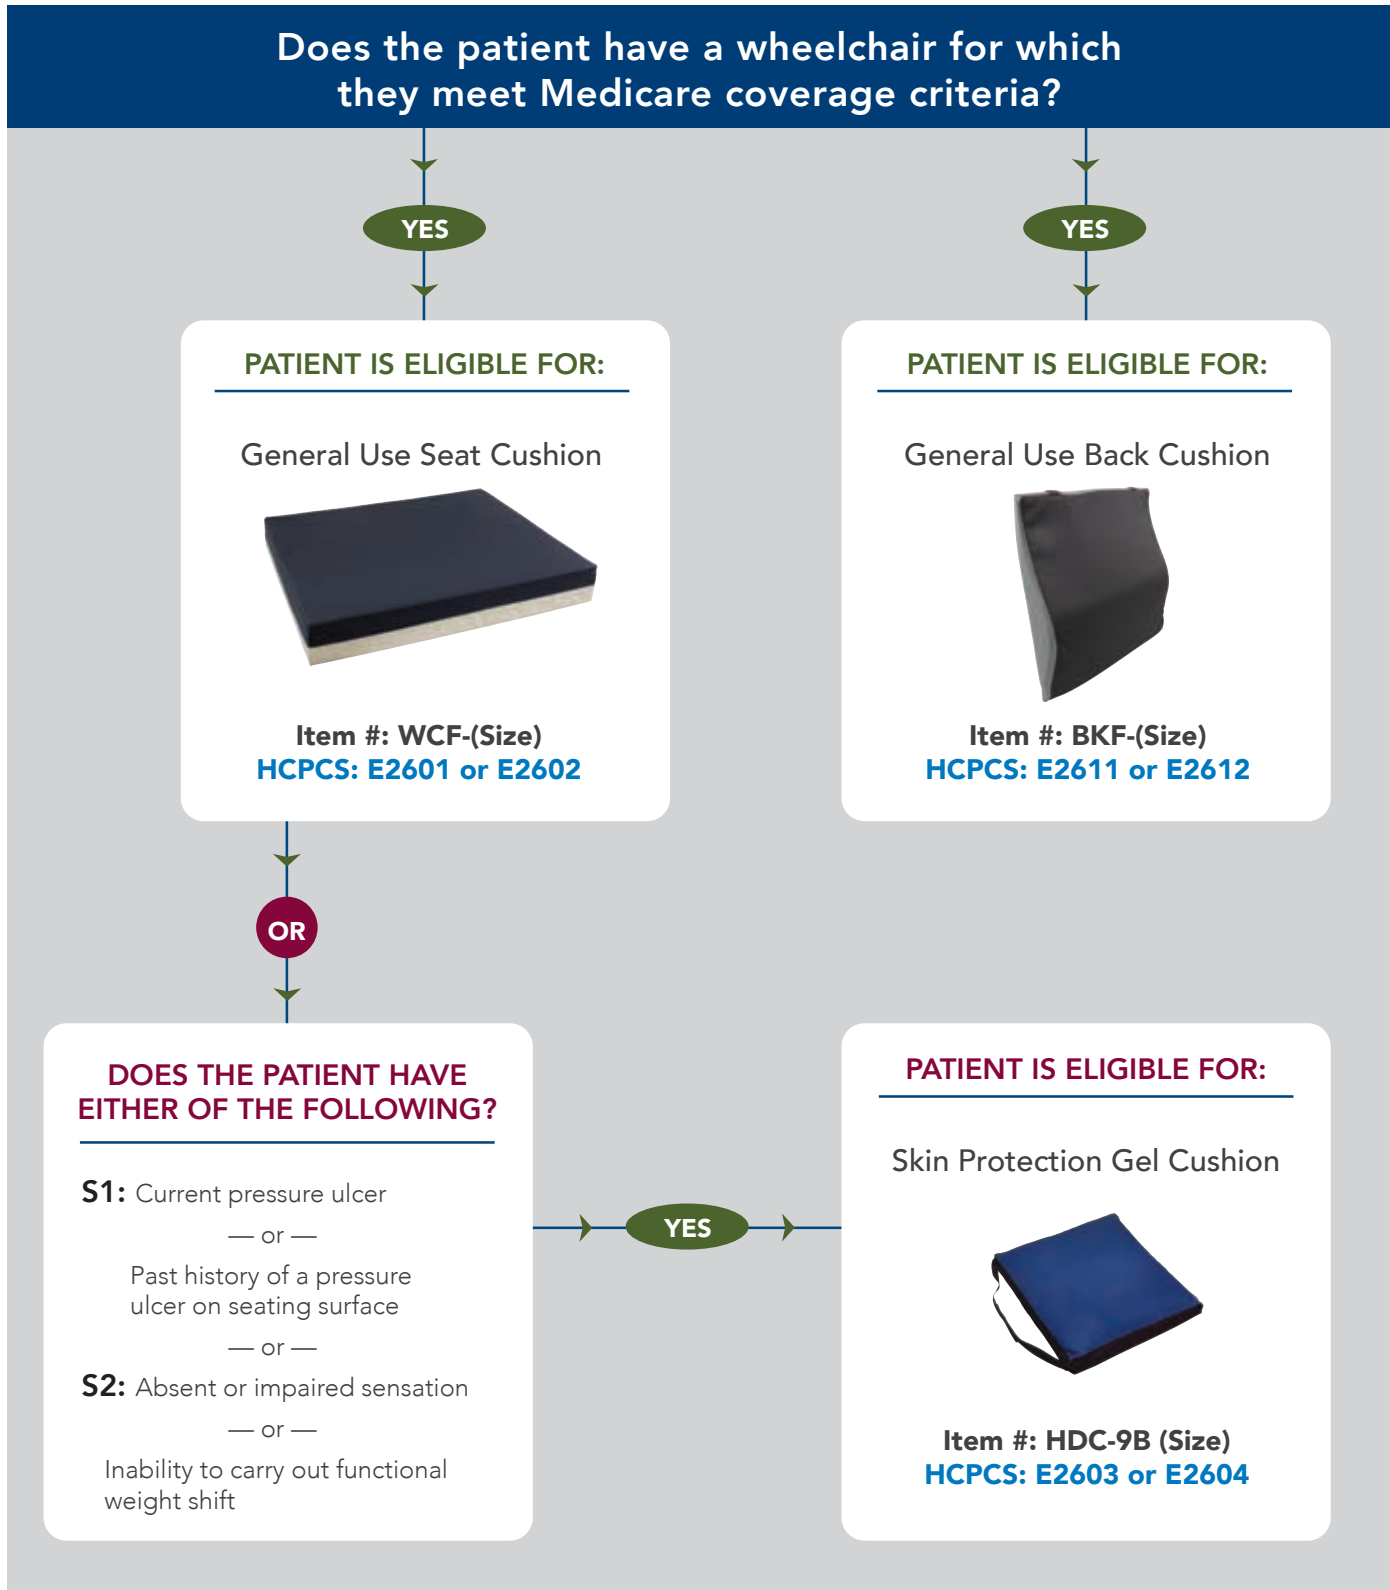 Does the patient have a wheelchair for which
they meet Medicare coverage criteria?
YES
YES
PATIENT IS ELIGIBLE FOR:
General Use Seat Cushion
Item #: WCF-(Size)
HCPCS: E2601 or E2602
PATIENT IS ELIGIBLE FOR:
General Use Back Cushion
Item #: BKF-(Size)
HCPCS: E2611 or E2612
OR
DOES THE PATIENT HAVE
EITHER OF THE FOLLOWING?
S1: Current pressure ulcer
— or —
Past history of a pressure
ulcer on seating surface
— or —
S2: Absent or impaired sensation
— or —
Inability to carry out functional
weight shift
YES
PATIENT IS ELIGIBLE FOR:
Skin Protection Gel Cushion
Item #: HDC-9B (Size)
HCPCS: E2603 or E2604